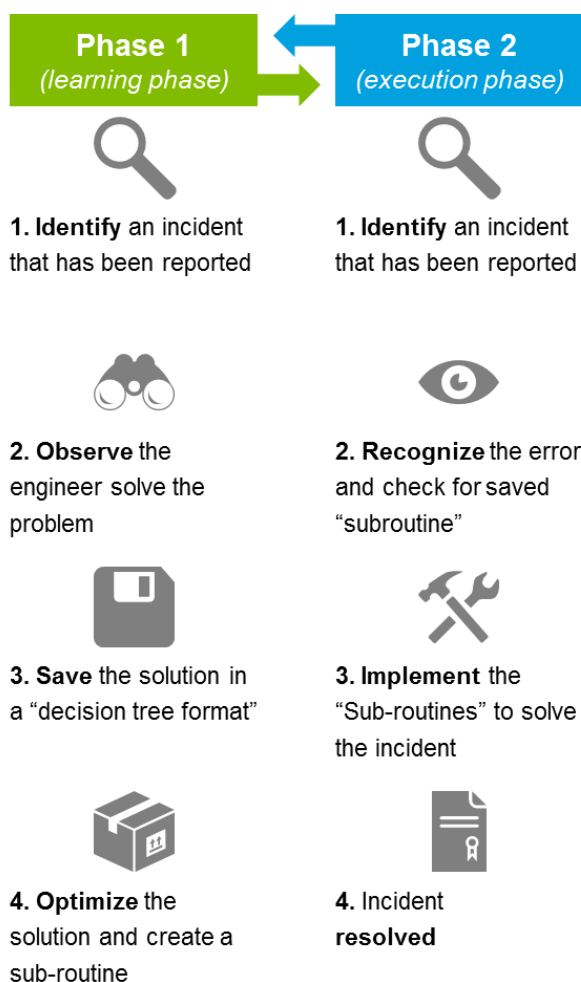 Phase 1
(learning phase)
1. Identify an incident
that has been reported
2. Observe the
engineer solve the
problem
3. Save the solution in
a “decision tree format”
4. Optimize the
solution and create a
sub-routine
Phase 2
(execution phase)
1. Identify an incident
that has been reported
2. Recognize the error
and check for saved
“subroutine”
3. Implement the
“Sub-routines” to solve
the incident
4. Incident
resolved